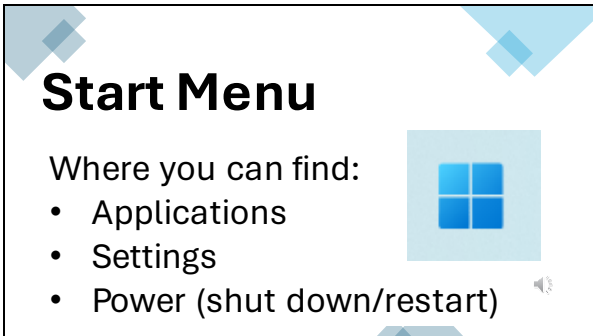 Start Menu
Where you can find:
• Applications
• Settings
• Power (shut down/restart)